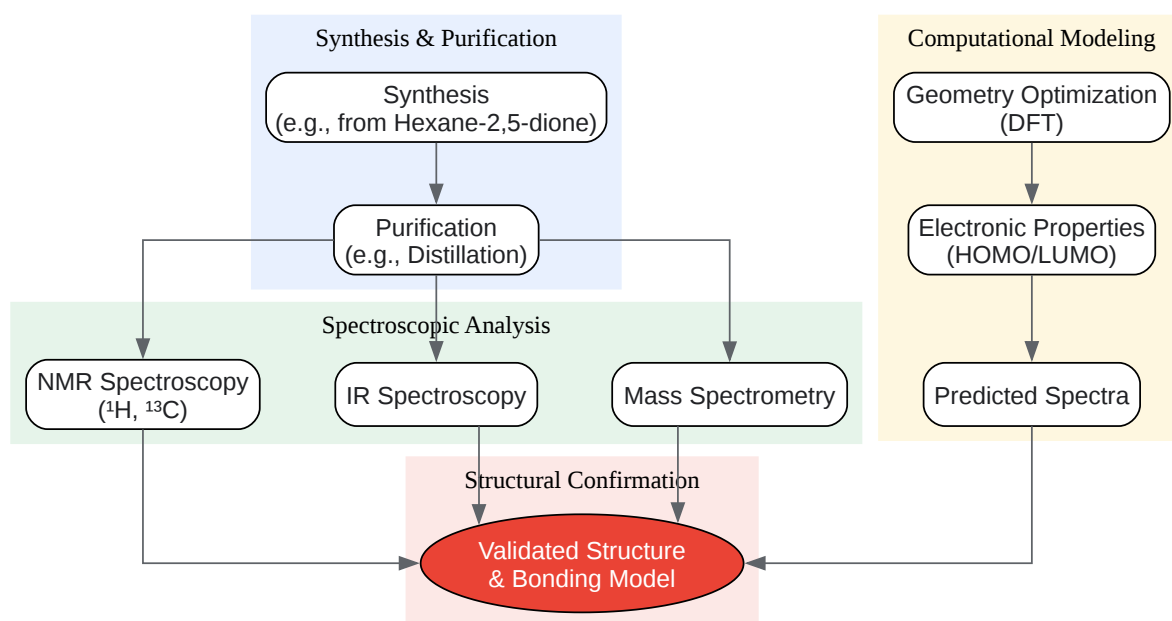 Synthesis & Purification
Synthesis
(e.g., from Hexane-2,5-dione)
Purification
(e.g., Distillation)
Computational Modeling
Geometry Optimization
(DFT)
Electronic Properties
(HOMO/LUMO)
Predicted Spectra
Spectroscopic Analysis
NMR Spectroscopy
(¹H, ¹³C)
IR Spectroscopy
Mass Spectrometry
Structural Confirmation
Validated Structure
& Bonding Model